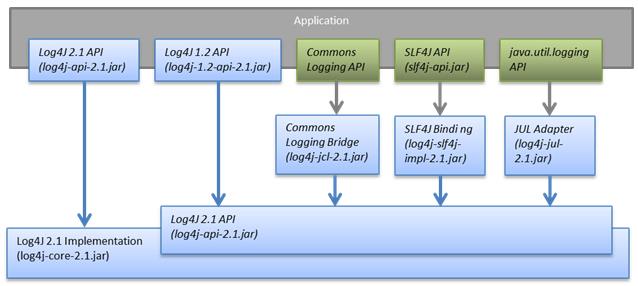 Application
Log4J 2.1 API
(log4j-api-2.1.jar)
Log4J 1.2 API
(log4j-1.2-api-2.1.jar)
Commons
Logging API
SLF4J API
(slf4j-api.jar)
java.util.logging
API
Commons
Logging Bridge
(log4j-jcl-2.1.jar)
SLF4J Binding
(log4j-slf4j-
impl-2.1.jar)
JUL Adapter
(log4j-jul-
2.1.jar)
Log4J 2.1 API
(log4j-api-2.1.jar)
Log4J 2.1 Implementation
(log4j-core-2.1.jar)